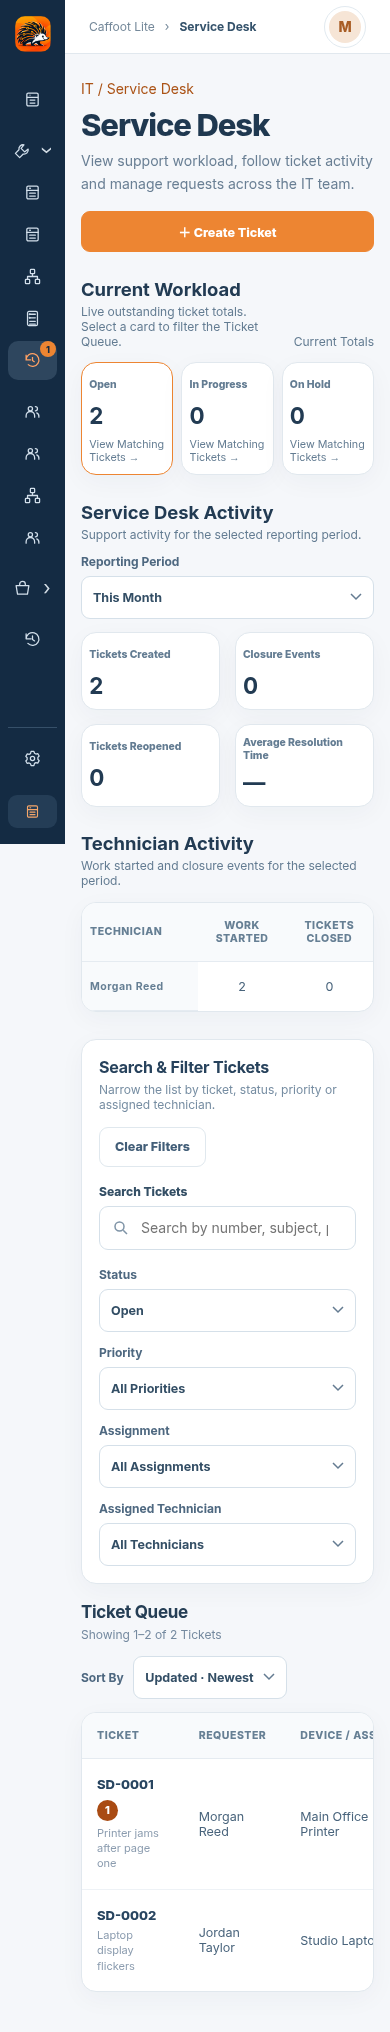 Caffoot Lite › Service Desk
M
IT / Service Desk
Service Desk
View support workload, follow ticket activity
and manage requests across the IT team.
+ Create Ticket
Current Workload
Live outstanding ticket totals.
Select a card to filter the Ticket
Queue.
Current Totals
1
Open
2
View Matching
Tickets →
In Progress
0
View Matching
Tickets →
On Hold
0
View Matching
Tickets →
Service Desk Activity
Support activity for the selected reporting period.
Reporting Period
This Month
Tickets Created
2
Closure Events
0
Tickets Reopened
0
Average Resolution
Time
—
Technician Activity
Work started and closure events for the selected
period.
TECHNICIAN
WORK
STARTED
TICKETS
CLOSED
Morgan Reed 2 0
Search & Filter Tickets
Narrow the list by ticket, status, priority or
assigned technician.
Clear Filters
Search Tickets
Search by number, subject,
Status
Open
Priority
All Priorities
Assignment
All Assignments
Assigned Technician
All Technicians
Ticket Queue
Showing 1–2 of 2 Tickets
Sort By Updated · Newest
TICKET REQUESTER DEVICE / ASS
SD-0001
1
Printer jams
after page
one
Morgan
Reed
Main Office
Printer
SD-0002
Laptop
display
flickers
Jordan
Taylor
Studio Lapto